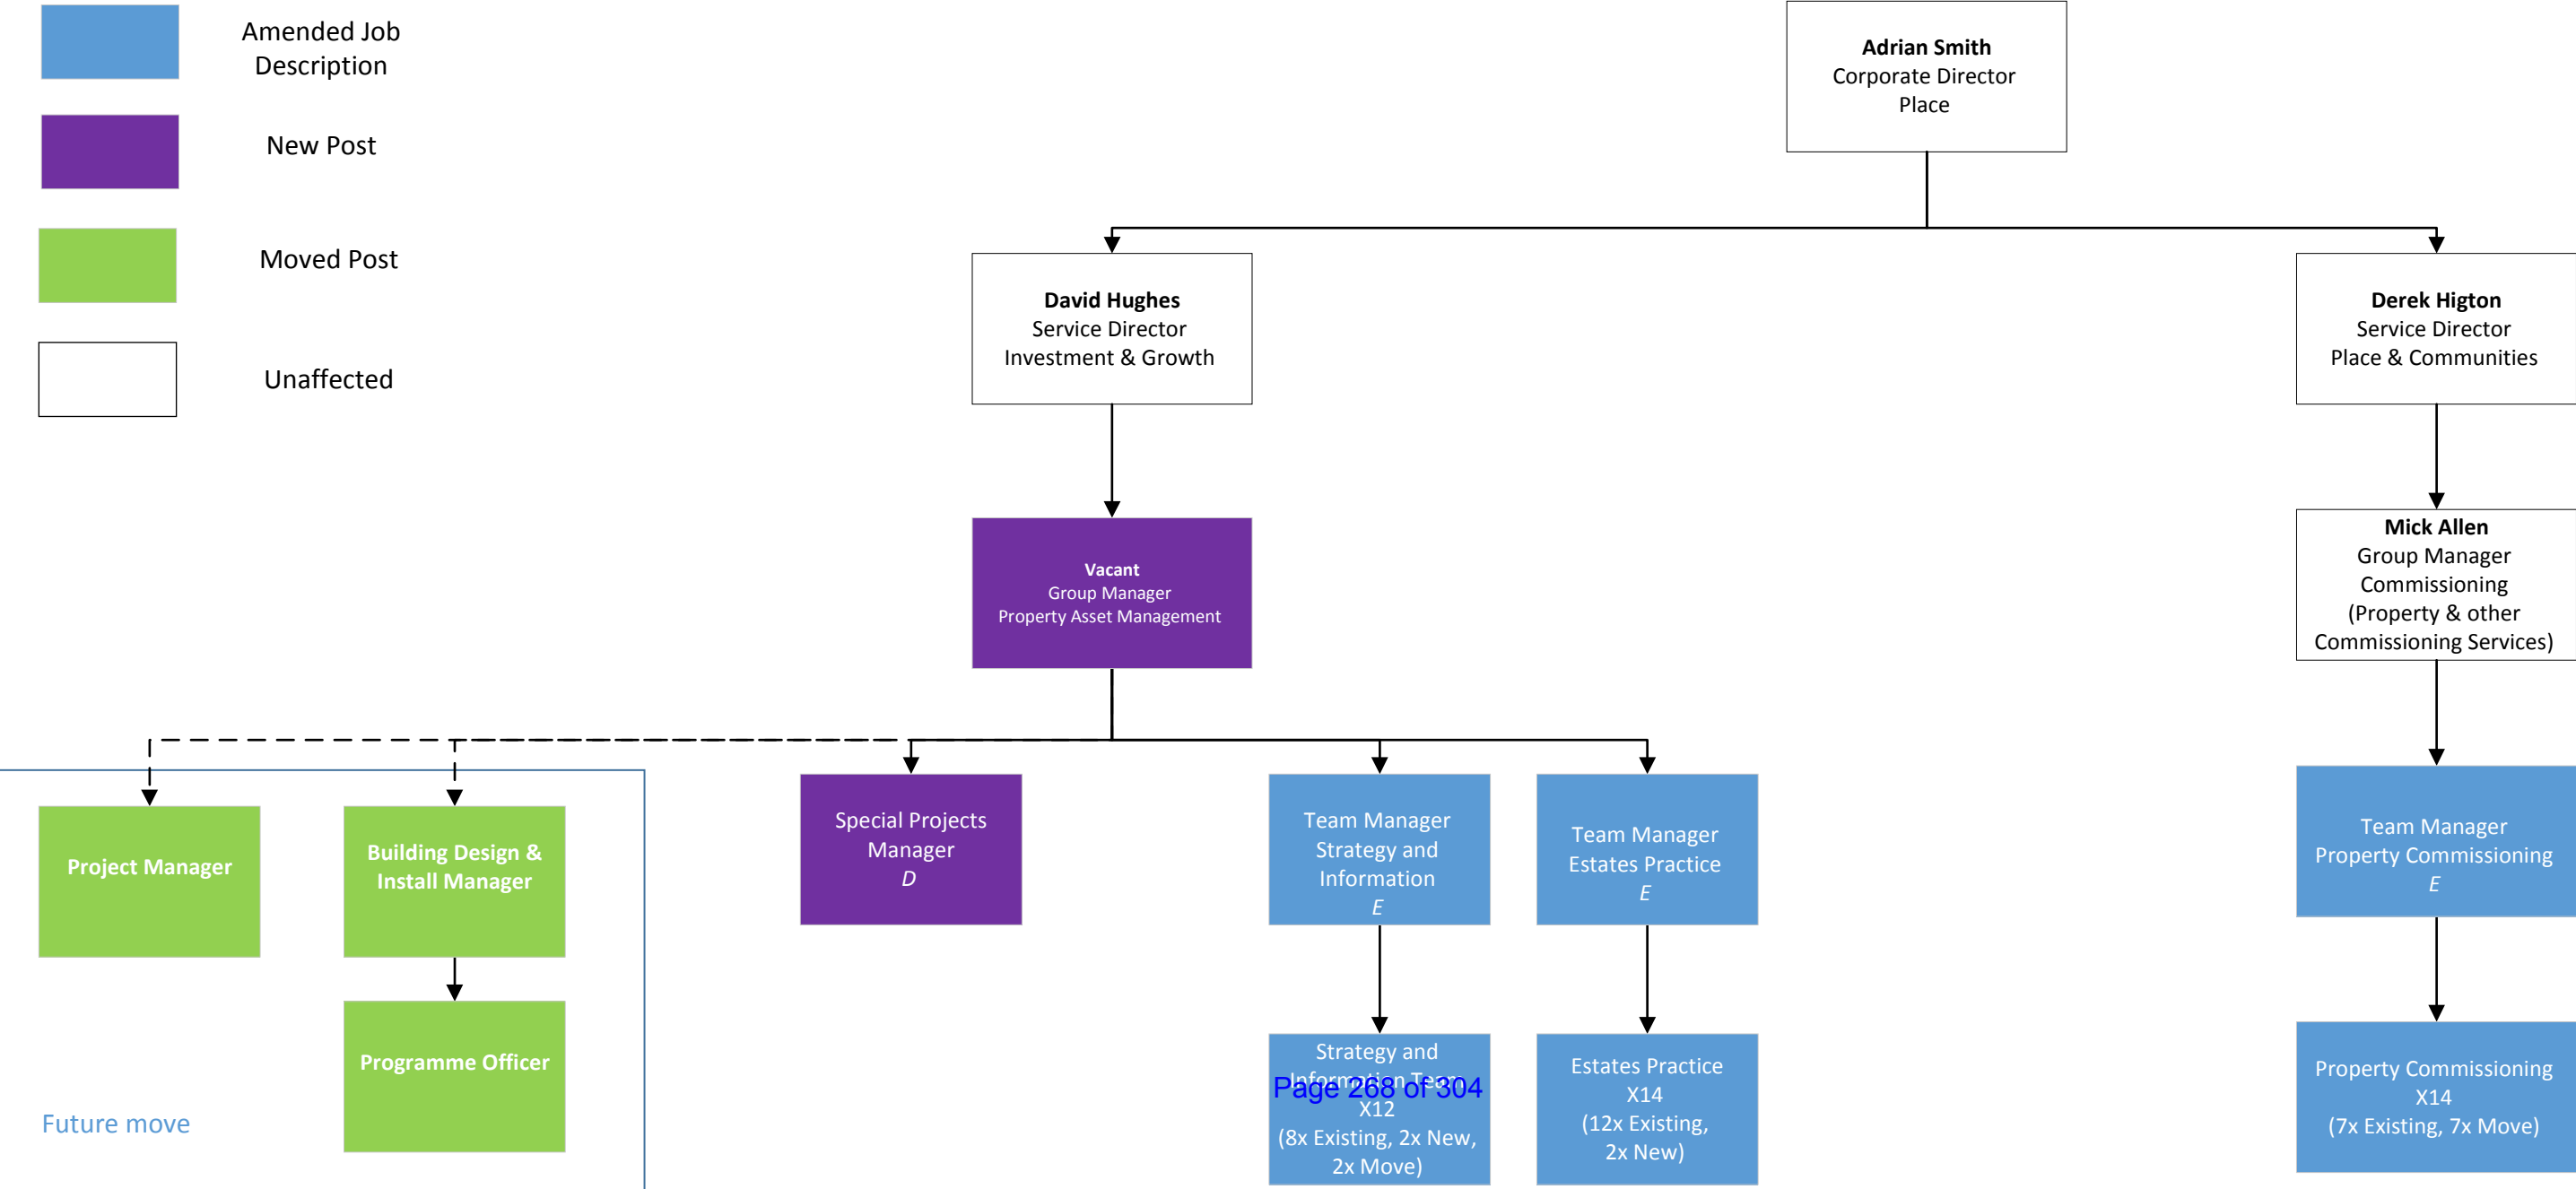 Amended Job
Description
New Post
Moved Post
Unaffected
Adrian Smith
Corporate Director
Place
David Hughes
Service Director
Investment & Growth
Derek Higton
Service Director
Place & Communities
Vacant
Group Manager
Property Asset Management
Mick Allen
Group Manager
Commissioning
(Property & other
Commissioning Services)
Project Manager
Building Design &
Install Manager
Special Projects
Manager
D
Team Manager
Strategy and
Information
E
Team Manager
Estates Practice
E
Team Manager
Property Commissioning
E
Programme Officer
Future move
Strategy and
Information Team
X12
(8x Existing, 2x New,
2x Move)
Page 268 of 304
Estates Practice
X14
(12x Existing,
2x New)
Property Commissioning
X14
(7x Existing, 7x Move)